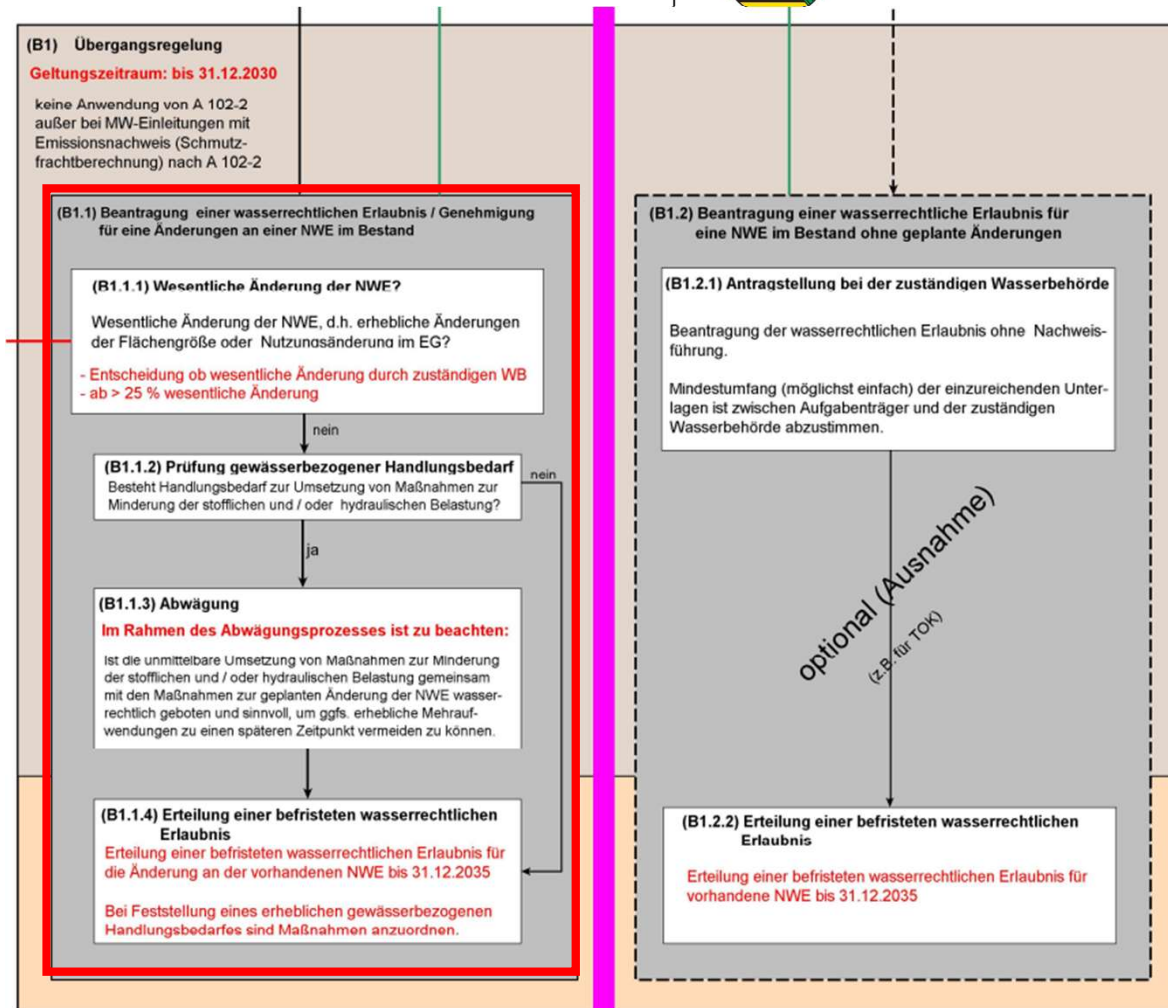 (B1) Übergangsregelung
Geltungszeitraum: bis 31.12.2030
keine Anwendung von A 102-2
außer bei MW-Einleitungen mit
Emissionsnachweis (Schmutz-
frachtberechnung) nach A 102-2
(B1.1) Beantragung einer wasserrechtlichen Erlaubnis / Genehmigung
für eine Änderungen an einer NWE im Bestand
(B1.1.1) Wesentliche Änderung der NWE?
Wesentliche Änderung der NWE, d.h. erhebliche Änderungen
der Flächengröße oder Nutzungsänderung im EG?
- Entscheidung ob wesentliche Änderung durch zuständigen WB
- ab > 25 % wesentliche Änderung
nein
(B1.1.2) Prüfung gewässerbezogener Handlungsbedarf
Besteht Handlungsbedarf zur Umsetzung von Maßnahmen zur
Minderung der stofflichen und / oder hydraulischen Belastung?
nein
ja
(B1.1.3) Abwägung
Im Rahmen des Abwägungsprozesses ist zu beachten:
Ist die unmittelbare Umsetzung von Maßnahmen zur Minderung
der stofflichen und / oder hydraulischen Belastung gemeinsam
mit den Maßnahmen zur geplanten Änderung der NWE wasser-
rechtlich geboten und sinnvoll, um ggfs. erhebliche Mehrauf-
wendungen zu einen späteren Zeitpunkt vermeiden zu können.
(B1.1.4) Erteilung einer befristeten wasserrechtlichen
Erlaubnis
Erteilung einer befristeten wasserrechtlichen Erlaubnis für
die Änderung an der vorhandenen NWE bis 31.12.2035
Bei Feststellung eines erheblichen gewässerbezogenen
Handlungsbedarfes sind Maßnahmen anzuordnen.
(B1.2) Beantragung einer wasserrechtliche Erlaubnis für
eine NWE im Bestand ohne geplante Änderungen
(B1.2.1) Antragstellung bei der zuständigen Wasserbehörde
Beantragung der wasserrechtlichen Erlaubnis ohne Nachweis-
führung.
Mindestumfang (möglichst einfach) der einzureichenden Unter-
lagen ist zwischen Aufgabenträger und der zuständigen
Wasserbehörde abzustimmen.
optional (Ausnahme)
(z.B. für TOK)
(B1.2.2) Erteilung einer befristeten wasserrechtlichen
Erlaubnis
Erteilung einer befristeten wasserrechtlichen Erlaubnis für
vorhandene NWE bis 31.12.2035